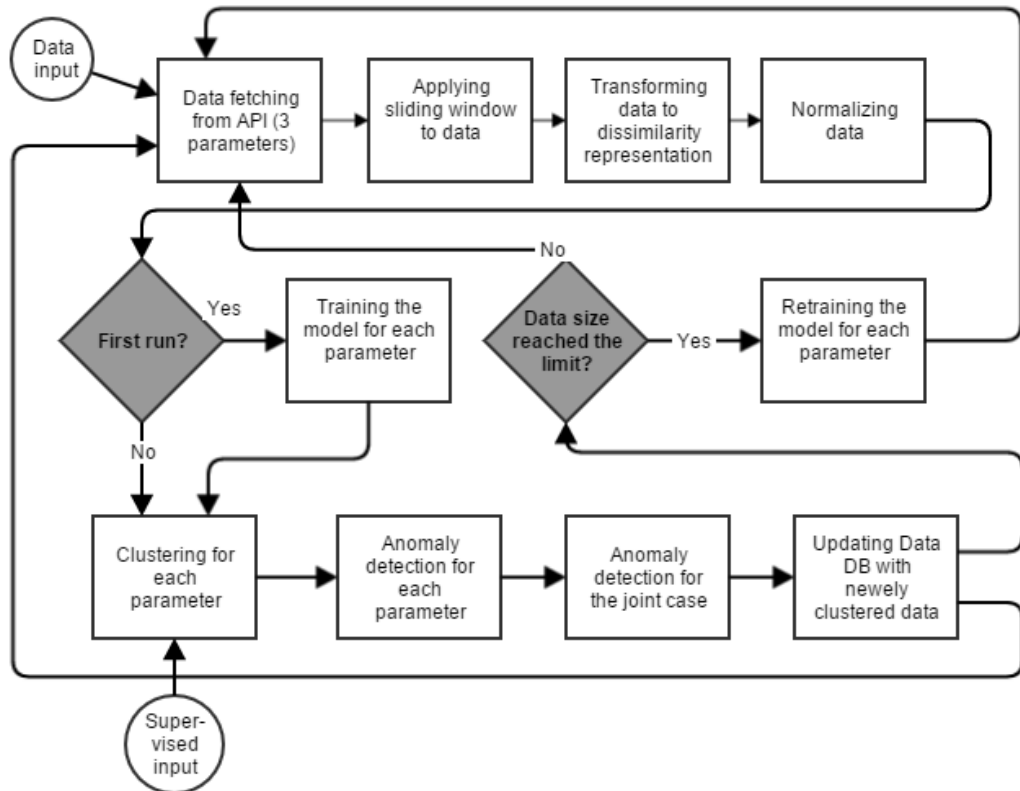 Data
input
Data fetching
from API (3
parameters)
Applying
sliding window
to data
Transforming
data to
dissimilarity
representation
Normalizing
data
No
First run?
Yes
Training the
model for each
parameter
Data size
reached the
limit?
Yes
Retraining the
model for each
parameter
No
Clustering for
each
parameter
Anomaly
detection for
each
parameter
Anomaly
detection for
the joint case
Updating Data
DB with
newly
clustered data
Super-
vised
input